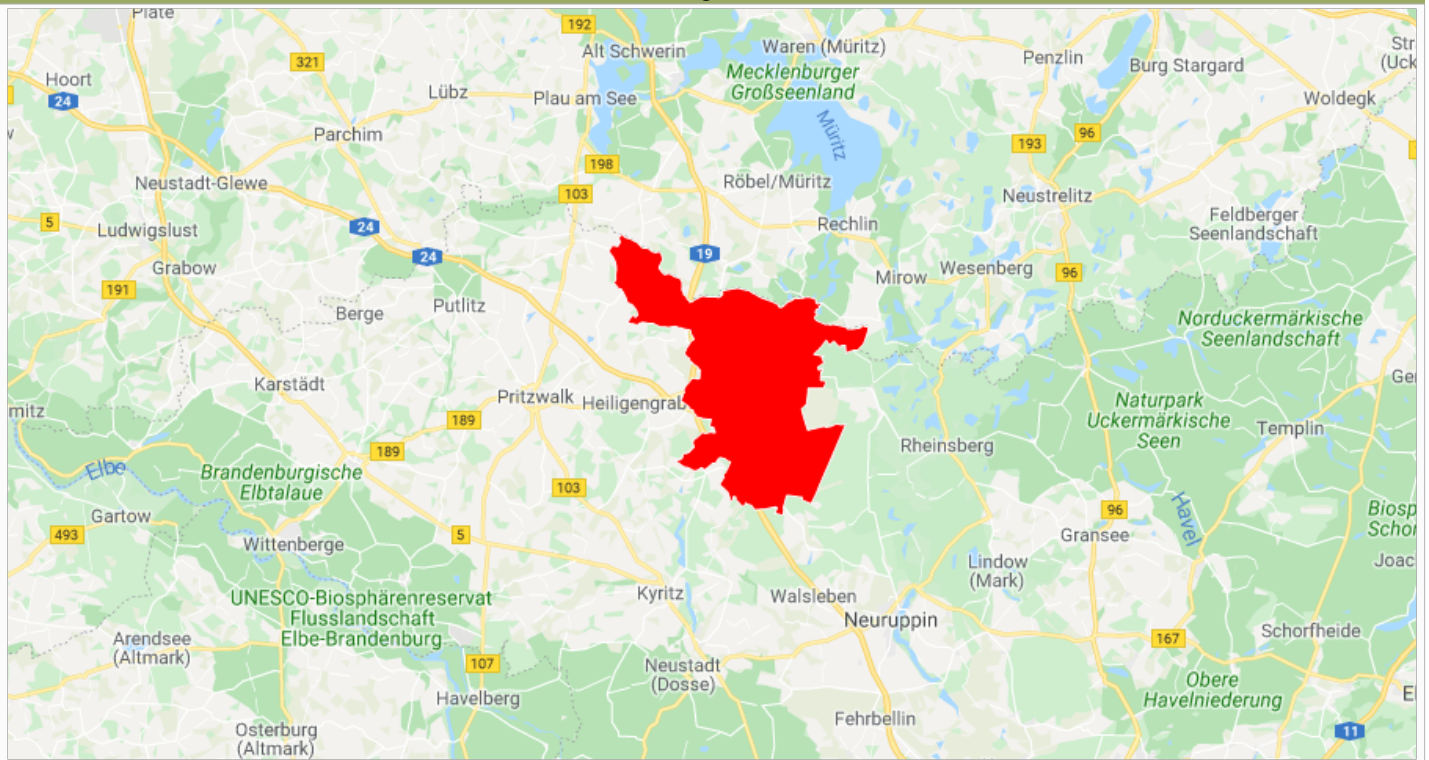 Plate
192
Alt Schwerin
Waren (Müritz)
Penzlin
Burg Stargard
321
Hoort
24
Mecklenburger
Großseenland
Lübz
Plau am See
Woldegk
Müritz
Parchim
193
96
198
Neustadt-Glewe
103
Röbel/Müritz
Neustrelitz
5
Ludwigslust
24
Rechlin
Feldberger
Seenlandschaft
24
19
Grabow
Mirow
Wesenberg
96
191
Berge
Putlitz
Norduckermärkische
Seenlandschaft
Karstädt
Pritzwalk
Heiligengrab
Naturpark
Uckermärkische
Seen
mitz
189
Templin
189
Rheinsberg
Elbe
Brandenburgische
Elbtalaue
103
Havel
Gartow
96
493
5
Gransee
Wittenberge
Lindow
(Mark)
Kyritz
Walsleben
UNESCO-Biosphärenreservat
Flusslandschaft
Elbe-Brandenburg
Neuruppin
Arendsee
(Altmark)
167
Schorfheide
107
Neustadt
(Dosse)
Havelberg
Obere
Havelniederung
Fehrbellin
Osterburg
(Altmark)
11